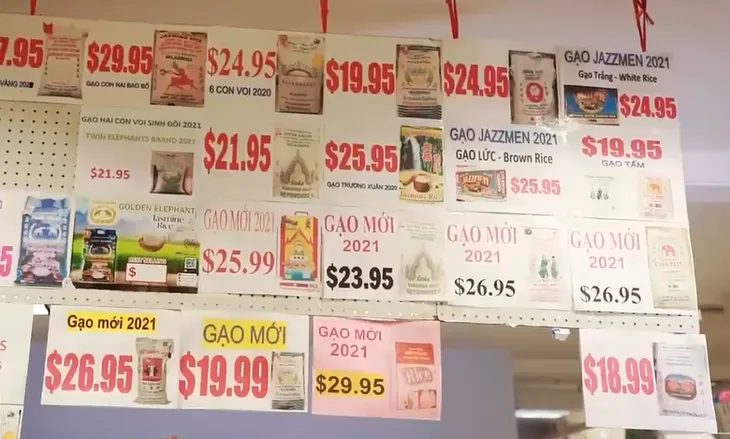 7.95
$29.95
GẠO CON NAI BAO BỐ
$24.95
6 CON VOI 2020
$19.95
$24.95
GẠO JAZZMEN 2021
Gạo Trắng - White Rice
$24.95
GẠO HAI CON VOI SINH ĐÔI 2021
TWIN ELEPHANTS BRAND 2021
$21.95
$21.95
$25.95
GẠO TRƯỜNG XUÂN 2020
GẠO JAZZMEN 2021
GẠO LỨC - Brown Rice
$25.95
$19.95
GẠO TẤM
5
GOLDEN ELEPHANT
Jasmine
Rice
$
GẠO MỚI 2021
$25.99
GẠO MỚI
2021
$23.95
GẠO MỚI
2021
$26.95
GẠO MỚI
2021
$26.95
Gạo mới 2021
$26.95
GẠO MỚI
$19.99
GẠO MỚI
2021
$29.95
Rice
$18.99